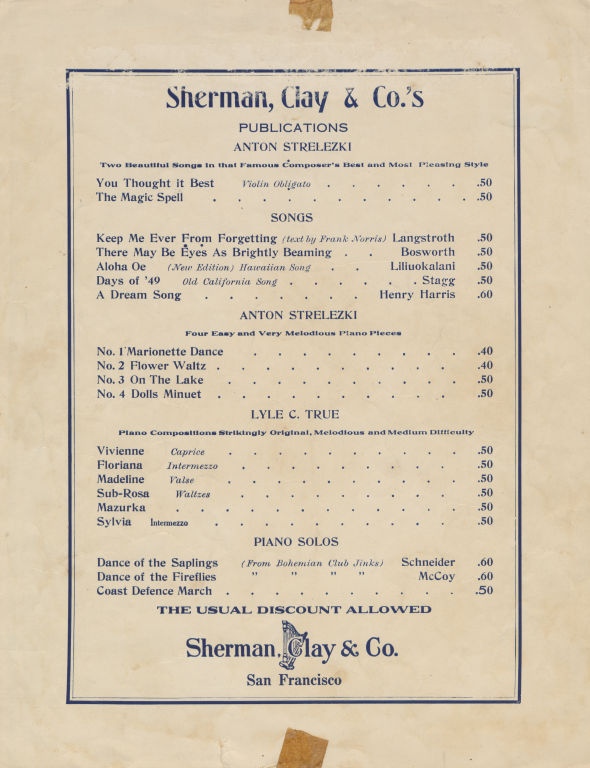 Sherman, Clay & Co.'s
PUBLICATIONS
ANTON STRELEZKI
Two Beautiful Songs in that Famous Composer's Best and Most Pleasing Style
You Thought it Best Violin Obligato . . . . . . .50
The Magic Spell . . . . . . . . . . . .50
SONGS
Keep Me Ever From Forgetting (text by Frank Norris) Langstroth .50
There May Be Eyes As Brightly Beaming . . Bosworth .50
Aloha Oe (New Edition) Hawaiian Song . . Liliuokalani .50
Days of '49 Old California Song . . . . . Stagg .50
A Dream Song . . . . . . . Henry Harris .60
ANTON STRELEZKI
Four Easy and Very Melodious Piano Pieces
No. 1 Marionette Dance . . . . . . . . .40
No. 2 Flower Waltz . . . . . . . . . . .40
No. 3 On The Lake . . . . . . . . . .50
No. 4 Dolls Minuet . . . . . . . . . .50
LYLE C. TRUE
Piano Compositions Strikingly Original, Melodious and Medium Difficulty
Vivienne Caprice . . . . . . . . . .50
Floriana Intermezzo . . . . . . . . .50
Madeline Valse . . . . . . . . . .50
Sub-Rosa Waltzes . . . . . . . . .50
Mazurka . . . . . . . . . . . . .50
Sylvia Intermezzo . . . . . . . . . . .50
PIANO SOLOS
Dance of the Saplings (From Bohemian Club Jinks) Schneider .60
Dance of the Fireflies " " " " McCoy .60
Coast Defence March . . . . . . . . . . .50
THE USUAL DISCOUNT ALLOWED
Sherman, Clay & Co.
San Francisco